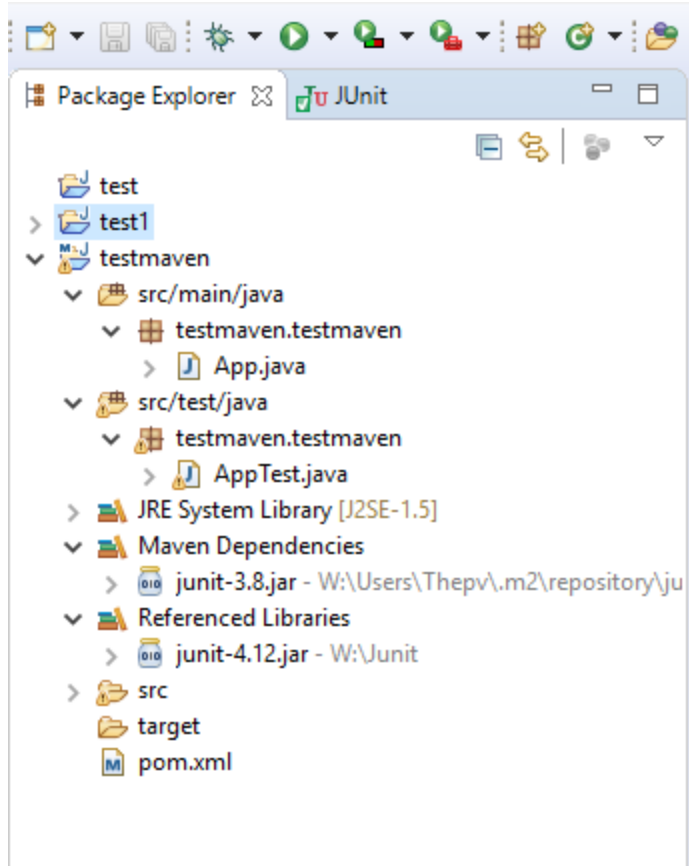 Package Explorer JUnit
test
test1
testmaven
src/main/java
testmaven.testmaven
App.java
src/test/java
testmaven.testmaven
AppTest.java
JRE System Library [J2SE-1.5]
Maven Dependencies
junit-3.8.jar - W:\Users\Thepv\.m2\repository\ju
Referenced Libraries
junit-4.12.jar - W:\Junit
src
target
pom.xml